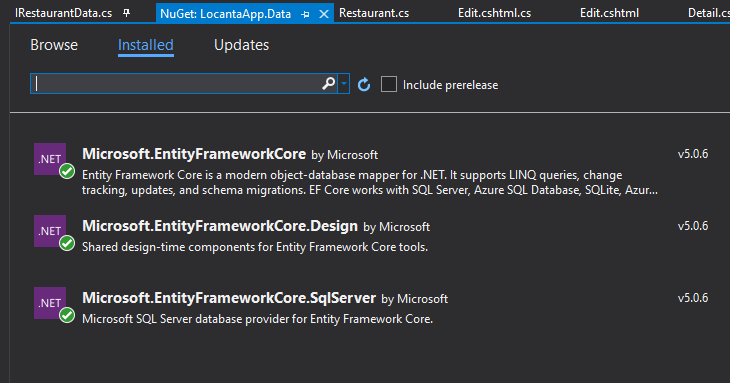 IRestaurantData.cs NuGet: LocantaApp.Data Restaurant.cs Edit.cshtml.cs Edit.cshtml Detail.cs
Browse Installed Updates
Include prerelease
.NET Microsoft.EntityFrameworkCore by Microsoft v5.0.6
Entity Framework Core is a modern object-database mapper for .NET. It supports LINQ queries, change
tracking, updates, and schema migrations. EF Core works with SQL Server, Azure SQL Database, SQLite, Azur...
.NET Microsoft.EntityFrameworkCore.Design by Microsoft v5.0.6
Shared design-time components for Entity Framework Core tools.
.NET Microsoft.EntityFrameworkCore.SqlServer by Microsoft v5.0.6
Microsoft SQL Server database provider for Entity Framework Core.